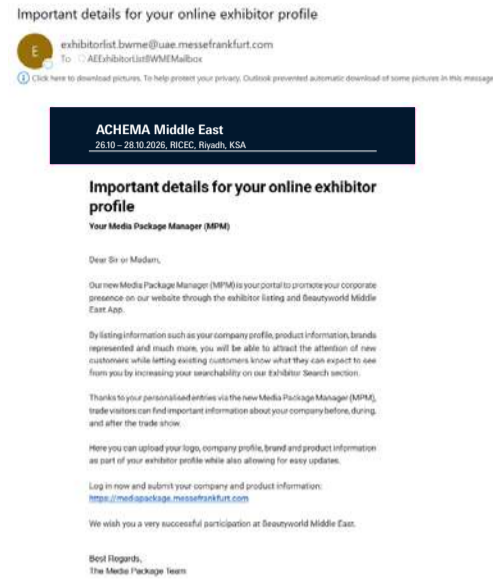 Important details for your online exhibitor profile
E
exhibitorlist.bwme@uae.messefrankfurt.com
To AEExhibitorListBWMEMailbox
Click here to download pictures. To help protect your privacy, Outlook prevented automatic download of some pictures in this message
ACHEMA Middle East
26.10 – 28.10.2026, RICEC, Riyadh, KSA
Important details for your online exhibitor
profile
Your Media Package Manager (MPM)
Dear Sir or Madam,
Our new Media Package Manager (MPM) is your portal to promote your corporate
presence on our website through the exhibitor listing and Beautyworld Middle
East App.
By listing information such as your company profile, product information, brands
represented and much more, you will be able to attract the attention of new
customers while letting existing customers know what they can expect to see
from you by increasing your searchability on our Exhibitor Search section.
Thanks to your personalised entries via the new Media Package Manager (MPM),
trade visitors can find important information about your company before, during,
and after the trade show.
Here you can upload your logo, company profile, brand and product information
as part of your exhibitor profile while also allowing for easy updates.
Log in now and submit your company and product information:
https://mediapackage.messefrankfurt.com
We wish you a very successful participation at Beautyworld Middle East.
Best Regards,
The Media Package Team